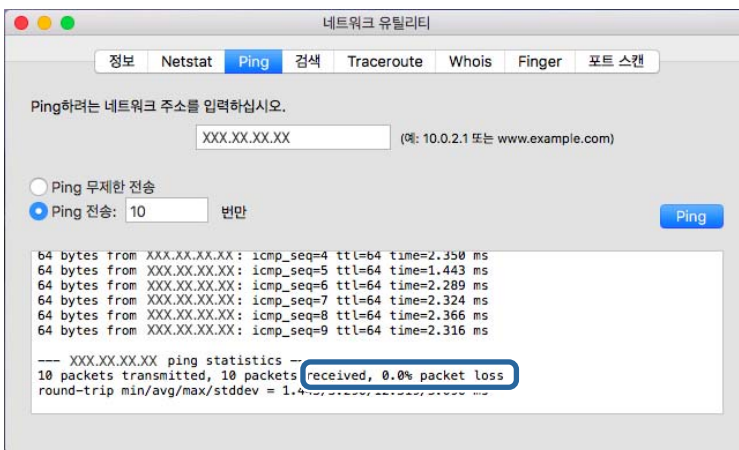 네트워크 유틸리티
정보 Netstat Ping 검색 Traceroute Whois Finger 포트 스캔
Ping하려는 네트워크 주소를 입력하십시오.
XXX.XX.XX.XX (예: 10.0.2.1 또는 www.example.com)
Ping 무제한 전송
Ping 전송: 10 번만
Ping
64 bytes from XXX.XX.XX.XX: icmp_seq=4 ttl=64 time=2.350 ms
64 bytes from XXX.XX.XX.XX: icmp_seq=5 ttl=64 time=1.443 ms
64 bytes from XXX.XX.XX.XX: icmp_seq=6 ttl=64 time=2.289 ms
64 bytes from XXX.XX.XX.XX: icmp_seq=7 ttl=64 time=2.324 ms
64 bytes from XXX.XX.XX.XX: icmp_seq=8 ttl=64 time=2.366 ms
64 bytes from XXX.XX.XX.XX: icmp_seq=9 ttl=64 time=2.316 ms
--- XXX.XX.XX.XX ping statistics --
10 packets transmitted, 10 packets received, 0.0% packet loss
round-trip min/avg/max/stddev = ms